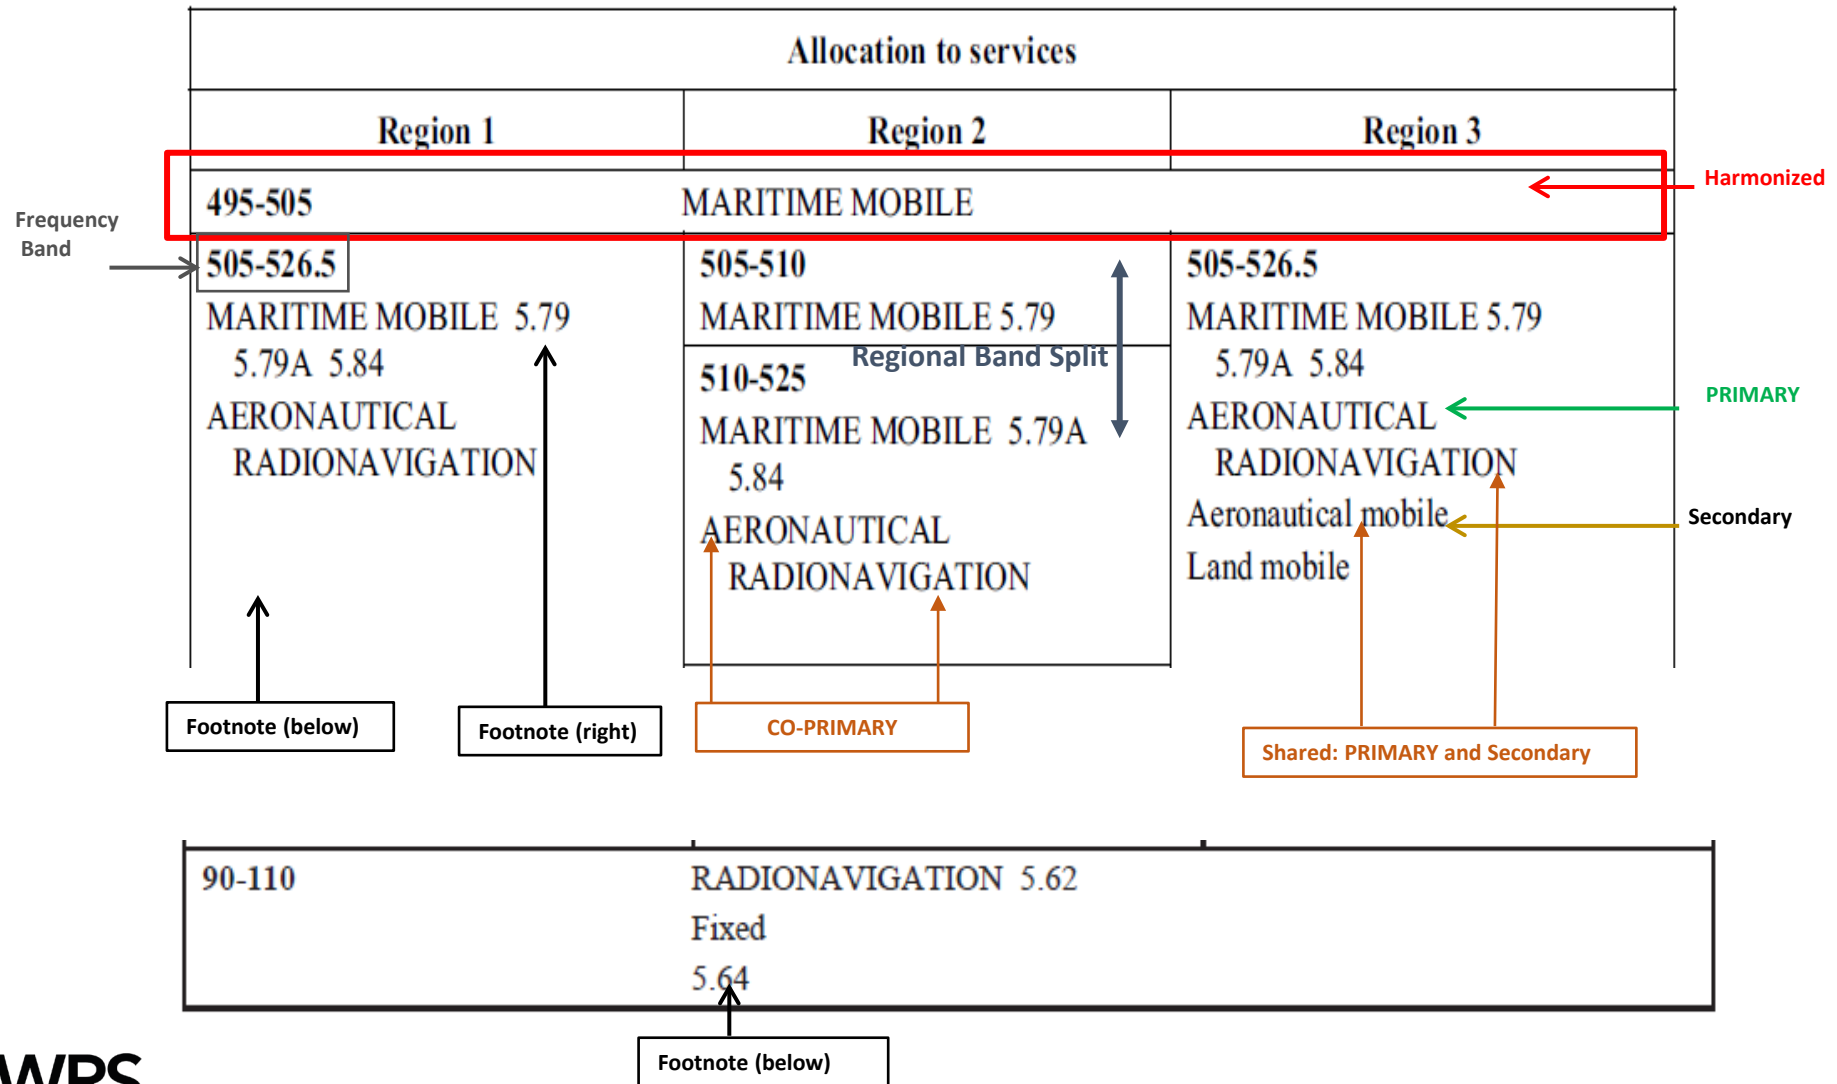 Allocation to services
Region 1
Region 2
Region 3
495-505
MARITIME MOBILE
Harmonized
Frequency
Band
505-526.5
MARITIME MOBILE 5.79
5.79A 5.84
AERONAUTICAL
RADIONAVIGATION
505-510
MARITIME MOBILE 5.79
Regional Band Split
510-525
MARITIME MOBILE 5.79A
5.84
AERONAUTICAL
RADIONAVIGATION
505-526.5
MARITIME MOBILE 5.79
5.79A 5.84
AERONAUTICAL
RADIONAVIGATION
Aeronautical mobile
Land mobile
PRIMARY
Secondary
Footnote (below)
Footnote (right)
CO-PRIMARY
Shared: PRIMARY and Secondary
90-110
RADIONAVIGATION 5.62
Fixed
5.64
Footnote (below)